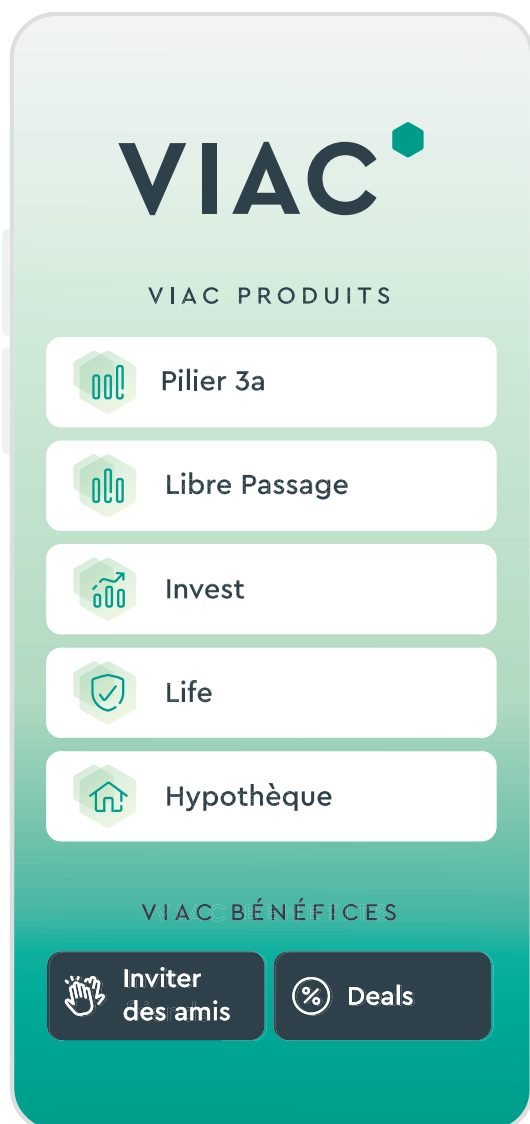 VIAC
VIAC PRODUITS
Pilier 3a
Libre Passage
Invest
Life
Hypothèque
VIAC BÉNÉFICES
Inviter
des amis
Deals